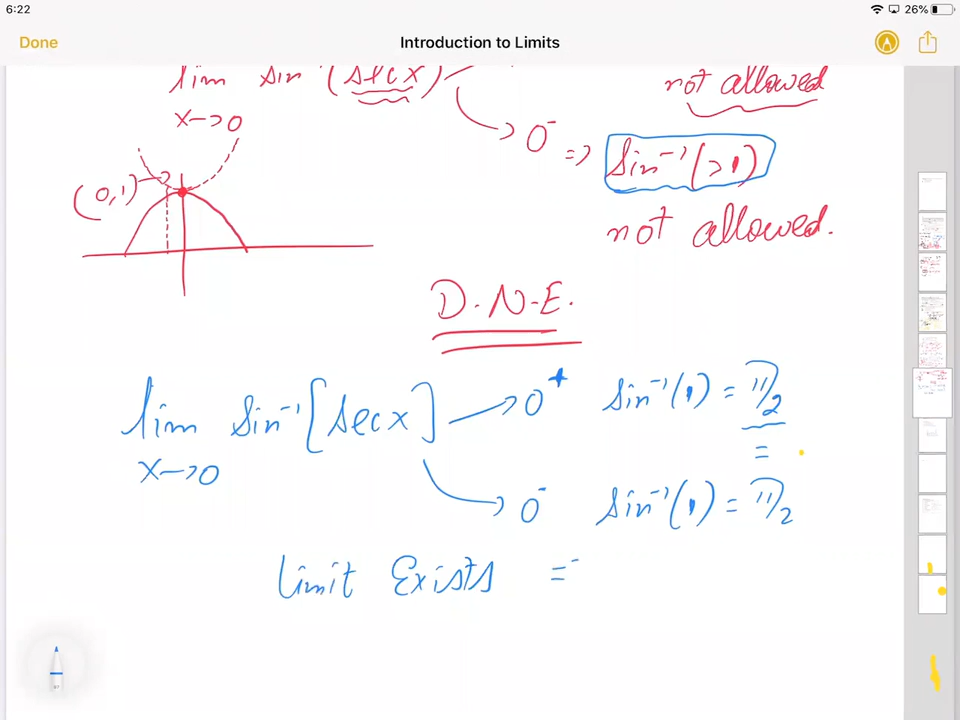 6:22
26%
Done
Introduction to Limits
lim sin⁻¹(secx)
x→0
not allowed
→ 0⁻ => sin⁻¹(>1)
not allowed.
(0,1)
D.N.E.
lim sin⁻¹[secx] → 0⁺ sin⁻¹(1) = π/2
x→0
=
→ 0⁻ sin⁻¹(1) = π/2
Limit Exists =